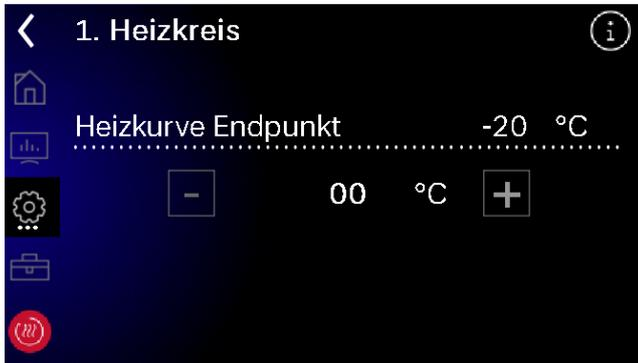 1. Heizkreis
Heizkurve Endpunkt -20 °C
- 00 °C +